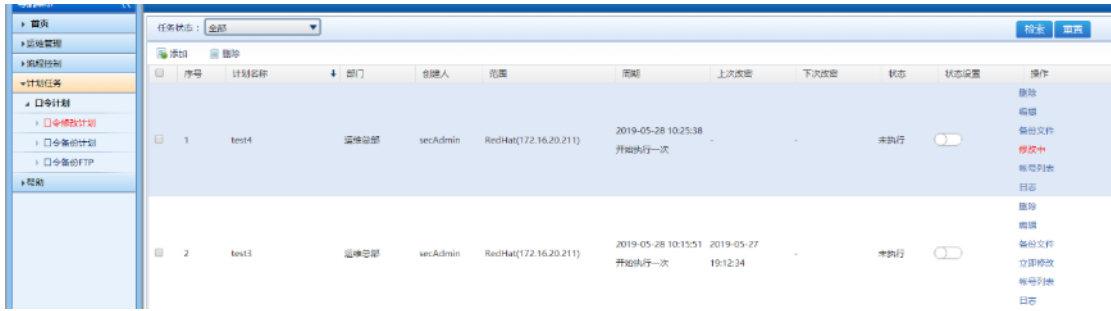 首页
运维管理
编程控制
计划任务
口令计划
口令修改计划
口令备份计划
口令备份FTP
帮助
任务状态： 全部 检索 重置
添加 删除
序号 计划名称 部门 创建人 范围 周期 上次改密 下次改密 状态 状态设置 操作
删除
编辑
备份文件
修改中
帐号列表
日志
1 test4 运维总部 secAdmin RedHat(172.16.20.211) 2019-05-28 10:25:38 - - 未执行
开始执行一次
删除
编辑
备份文件
立即修改
帐号列表
日志
2 test3 运维总部 secAdmin RedHat(172.16.20.211) 2019-05-28 10:15:51 2019-05-27 - 未执行
开始执行一次 19:12:34